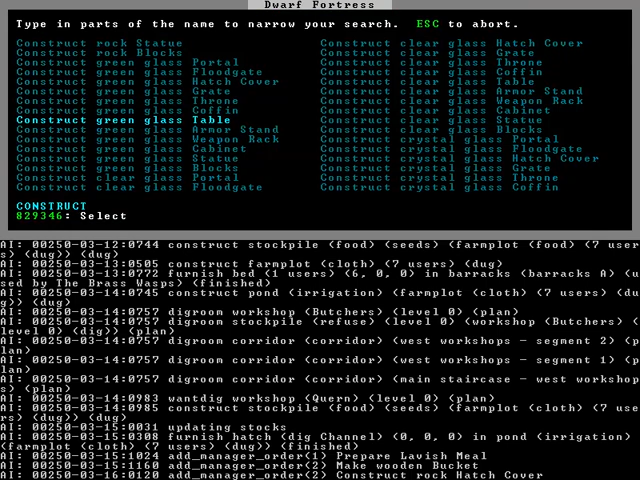 Dwarf Fortress
Type in parts of the name to narrow your search.  ESC to abort.
Construct rock Statue
Construct rock Blocks
Construct green glass Portal
Construct green glass Floodgate
Construct green glass Hatch Cover
Construct green glass Grate
Construct green glass Throne
Construct green glass Coffin
Construct green glass Table
Construct green glass Armor Stand
Construct green glass Weapon Rack
Construct green glass Cabinet
Construct green glass Statue
Construct green glass Blocks
Construct clear glass Portal
Construct clear glass Floodgate
Construct clear glass Hatch Cover
Construct clear glass Grate
Construct clear glass Throne
Construct clear glass Coffin
Construct clear glass Table
Construct clear glass Armor Stand
Construct clear glass Weapon Rack
Construct clear glass Cabinet
Construct clear glass Statue
Construct clear glass Blocks
Construct crystal glass Portal
Construct crystal glass Floodgate
Construct crystal glass Hatch Cover
Construct crystal glass Grate
Construct crystal glass Throne
Construct crystal glass Coffin
CONSTRUCT
829346: Select
AI: 00250-03-12:0744 construct stockpile (food) (seeds) (farmplot (food) (7 user
s) (dug)) (dug)
AI: 00250-03-13:0505 construct farmplot (cloth) (7 users) (dug)
AI: 00250-03-13:0772 furnish bed (1 users) (6, 0, 0) in barracks (barracks A) (u
sed by The Brass Wasps) (finished)
AI: 00250-03-14:0745 construct pond (irrigation) (farmplot (cloth) (7 users) (du
g)) (dug)
AI: 00250-03-14:0757 digroom workshop (Butchers) (level 0) (plan)
AI: 00250-03-14:0757 digroom stockpile (refuse) (level 0) (workshop (Butchers) (
level 0) (dig)) (plan)
AI: 00250-03-14:0757 digroom corridor (corridor) (west workshops - segment 2) (p
lan)
AI: 00250-03-14:0757 digroom corridor (corridor) (west workshops - segment 1) (p
lan)
AI: 00250-03-14:0757 digroom corridor (corridor) (main staircase - west workshop
s) (plan)
AI: 00250-03-14:0983 wantdig workshop (Quern) (level 0) (plan)
AI: 00250-03-14:0985 construct stockpile (food) (seeds) (farmplot (cloth) (7 use
rs) (dug)) (dug)
AI: 00250-03-15:0031 updating stocks
AI: 00250-03-15:0308 furnish hatch (dig Channel) (0, 0, 0) in pond (irrigation)
(farmplot (cloth) (7 users) (dug)) (finished)
AI: 00250-03-15:1024 add_manager_order(1) Prepare Lavish Meal
AI: 00250-03-15:1160 add_manager_order(2) Make wooden Bucket
AI: 00250-03-16:0120 add_manager_order(2) Construct rock Hatch Cover